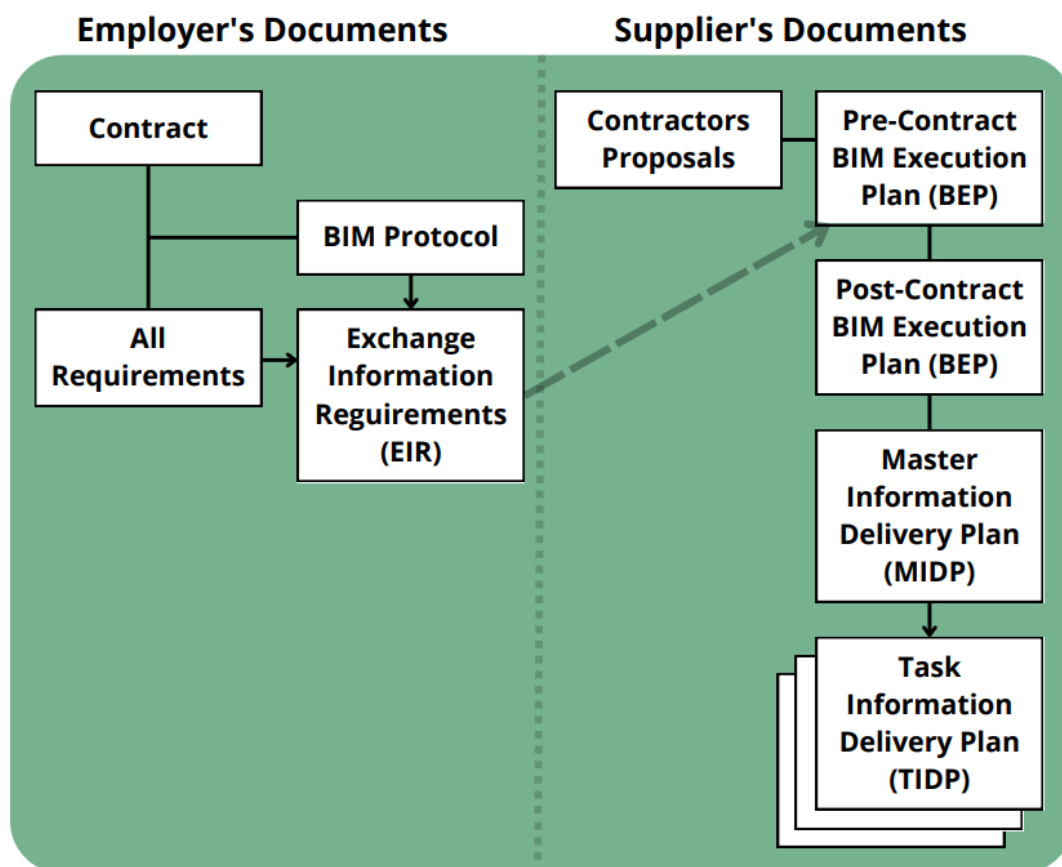 Employer's Documents
Supplier's Documents
Contract
BIM Protocol
All
Requirements
Exchange
Information
Reguirements
(EIR)
Contractors
Proposals
Pre-Contract
BIM Execution
Plan (BEP)
Post-Contract
BIM Execution
Plan (BEP)
Master
Information
Delivery Plan
(MIDP)
Task
Information
Delivery Plan
(TIDP)